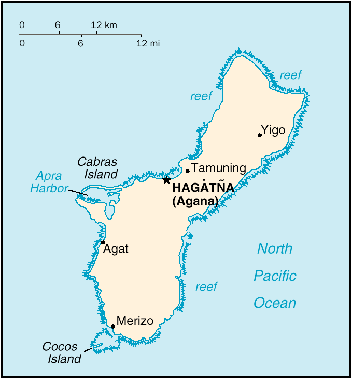 0 6 12 km
0 6 12 mi
reef
reef
Yigo
Cabras
Island
Tamuning
Apra
Harbor
HAGÅTÑA
(Agana)
Agat
North
Pacific
Ocean
reef
Merizo
Cocos
Island